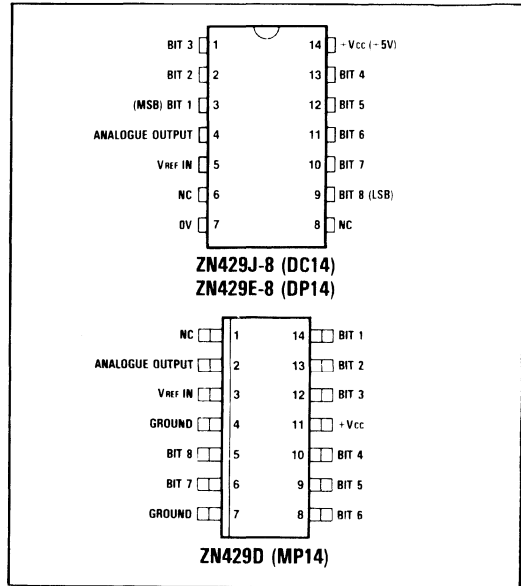 BIT 3 1 14 +VCC (+5V)
BIT 2 2 13 BIT 4
(MSB) BIT 1 3 12 BIT 5
ANALOGUE OUTPUT 4 11 BIT 6
VREF IN 5 10 BIT 7
NC 6 9 BIT 8 (LSB)
0V 7 8 NC
ZN429J-8 (DC14)
ZN429E-8 (DP14)
NC 1 14 BIT 1
ANALOGUE OUTPUT 2 13 BIT 2
VREF IN 3 12 BIT 3
GROUND 4 11 +VCC
BIT 8 5 10 BIT 4
BIT 7 6 9 BIT 5
GROUND 7 8 BIT 6
ZN429D (MP14)